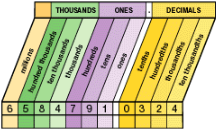 THOUSANDS ONES . DECIMALS
millions
hundred thousands
ten thousands
thousands
hundreds
tens
ones
tenths
hundredths
thousandths
ten thousandths
6 5 8 4 7 9 1 . 0 3 2 4